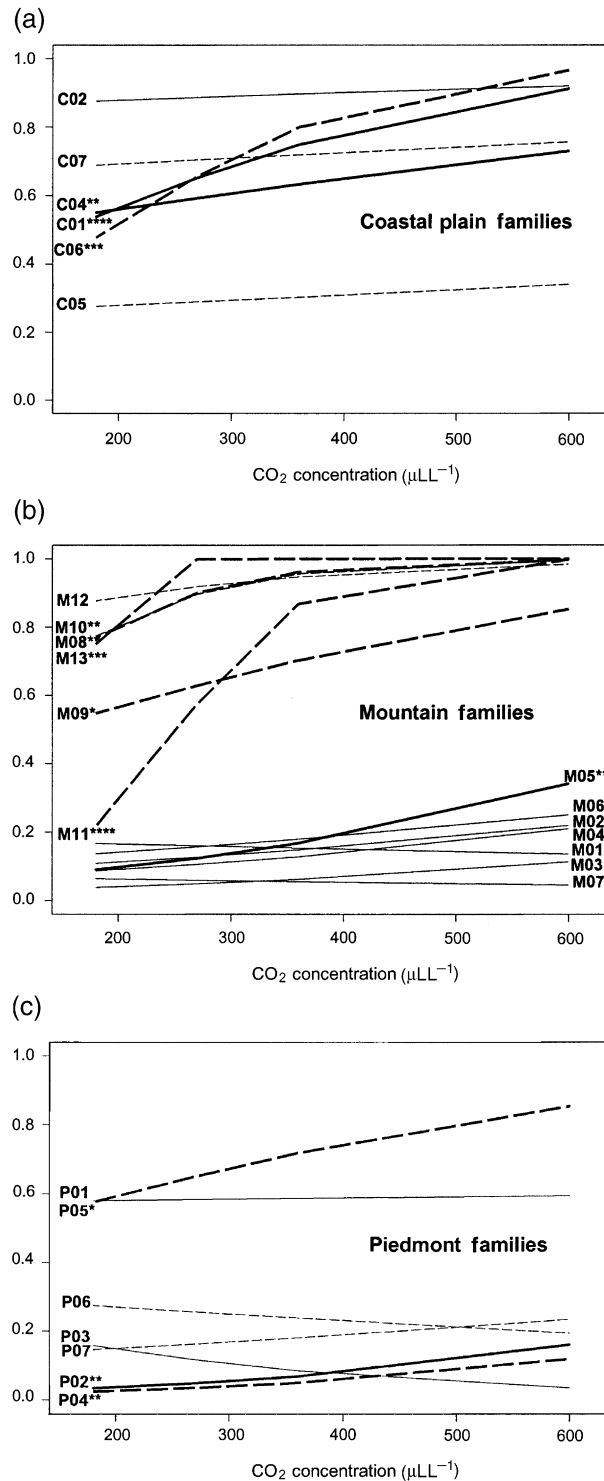 (a)
1.0
C02
0.8
C07
0.6
C04**
C01****
Coastal plain families
C06***
0.4
C05
0.2
0.0
200 300 400 500 600
CO₂ concentration (μLL⁻¹)
(b)
1.0
M12
0.8
M10**
M08**
M13***
0.6
M09*
Mountain families
0.4
M05**
M06
M11****
0.2
M02
M04
M01
M03
0.0
M07
200 300 400 500 600
CO₂ concentration (μLL⁻¹)
(c)
1.0
0.8
P01
0.6
P05*
Piedmont families
0.4
P06
0.2
P03
P07
P02**
0.0
P04**
200 300 400 500 600
CO₂ concentration (μLL⁻¹)